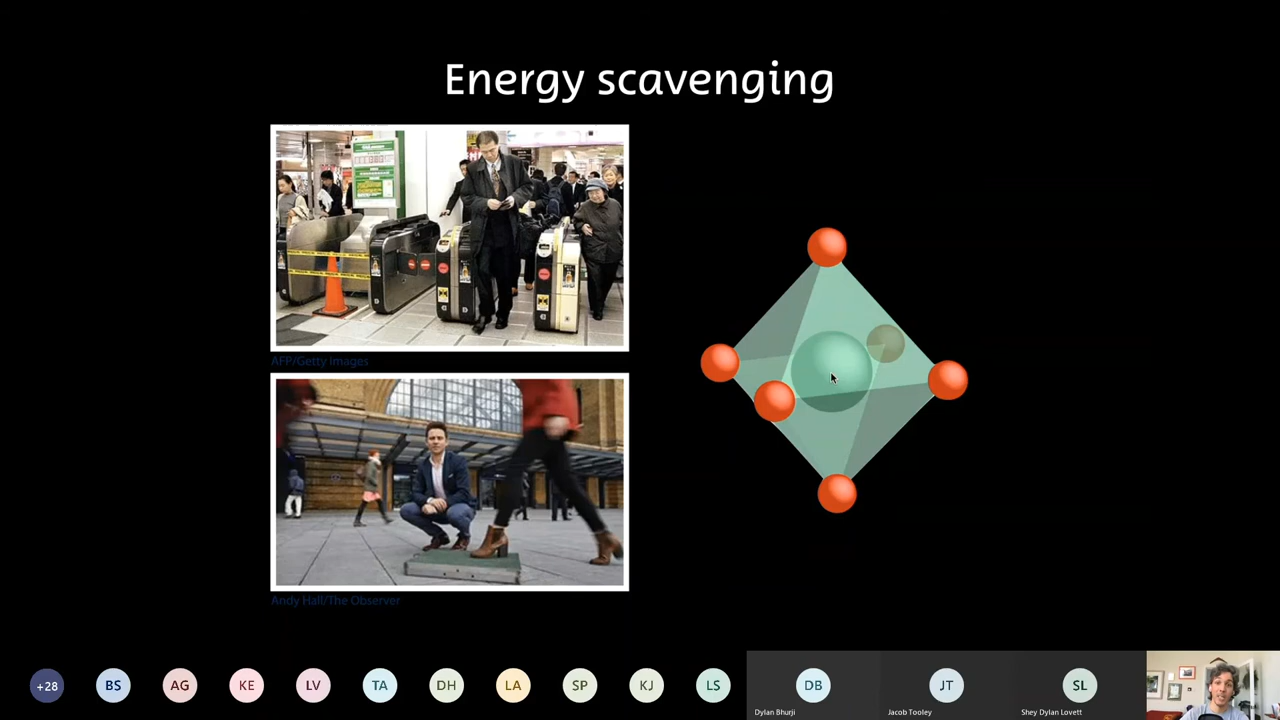 Energy scavenging
AFP/Getty Images
Andy Hall/The Observer
+28
BS
AG
KE
LV
TA
DH
LA
SP
KJ
LS
DB
Dylan Bhurji
JT
Jacob Tooley
SL
Shey Dylan Lovett